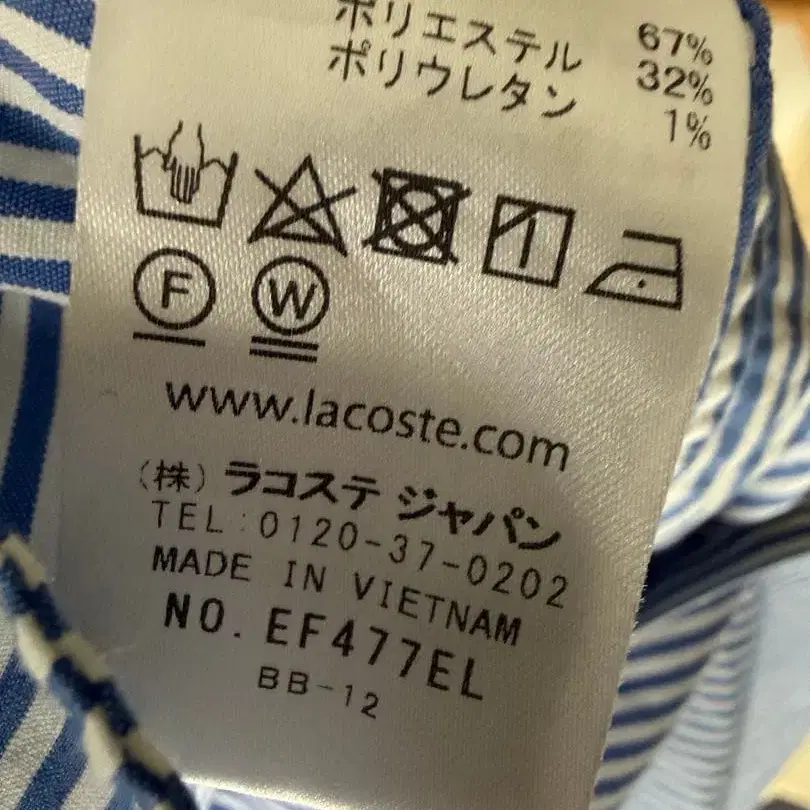 67%
ポリエステル 32%
ポリウレタン 1%
F W
www.lacoste.com
(株) ラコステ ジャパン
TEL:0120-37-0202
MADE IN VIETNAM
NO. EF477EL
BB-12